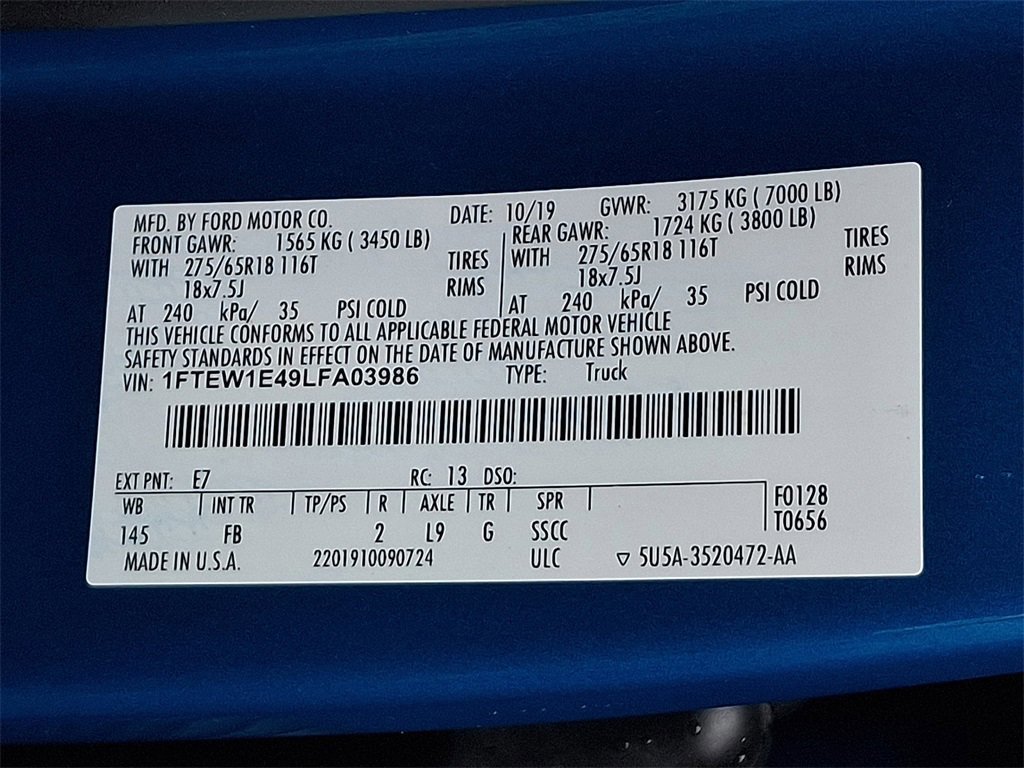 MFD. BY FORD MOTOR CO. DATE: 10/19 GVWR: 3175 KG ( 7000 LB)
FRONT GAWR: 1565 KG ( 3450 LB) REAR GAWR: 1724 KG ( 3800 LB)
WITH 275/65R18 116T TIRES WITH 275/65R18 116T TIRES
18x7.5J RIMS 18x7.5J RIMS
AT 240 kPa/ 35 PSI COLD AT 240 kPa/ 35 PSI COLD
THIS VEHICLE CONFORMS TO ALL APPLICABLE FEDERAL MOTOR VEHICLE
SAFETY STANDARDS IN EFFECT ON THE DATE OF MANUFACTURE SHOWN ABOVE.
VIN: 1FTEW1E49LFA03986 TYPE: Truck
EXT PNT: E7 RC: 13 DSO:
WB INT TR TP/PS R AXLE TR SPR F0128
145 FB 2 L9 G SSCC T0656
MADE IN U.S.A. 2201910090724 ULC ▽ 5U5A-3520472-AA